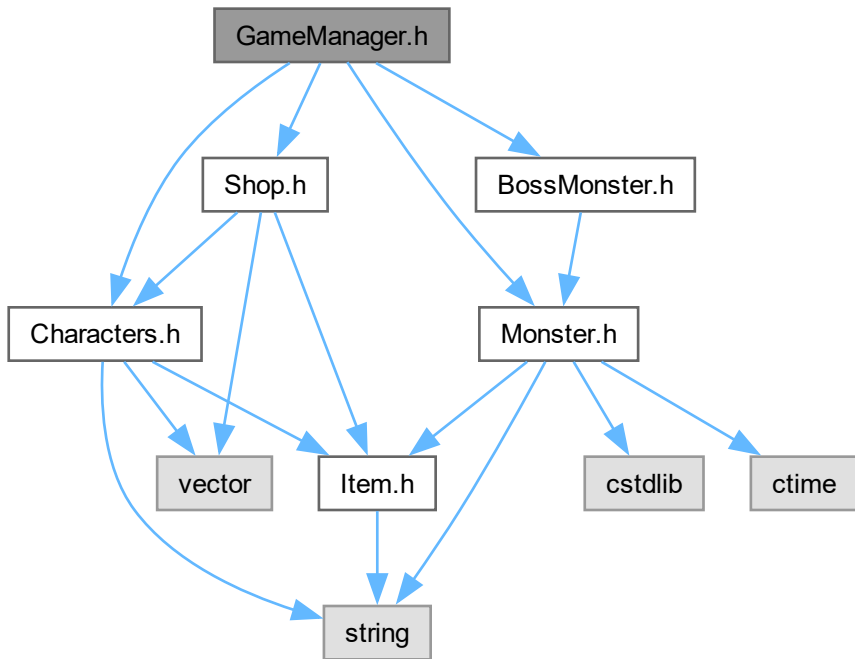 GameManager.h
Shop.h
BossMonster.h
Characters.h
Monster.h
vector
Item.h
cstdlib
ctime
string